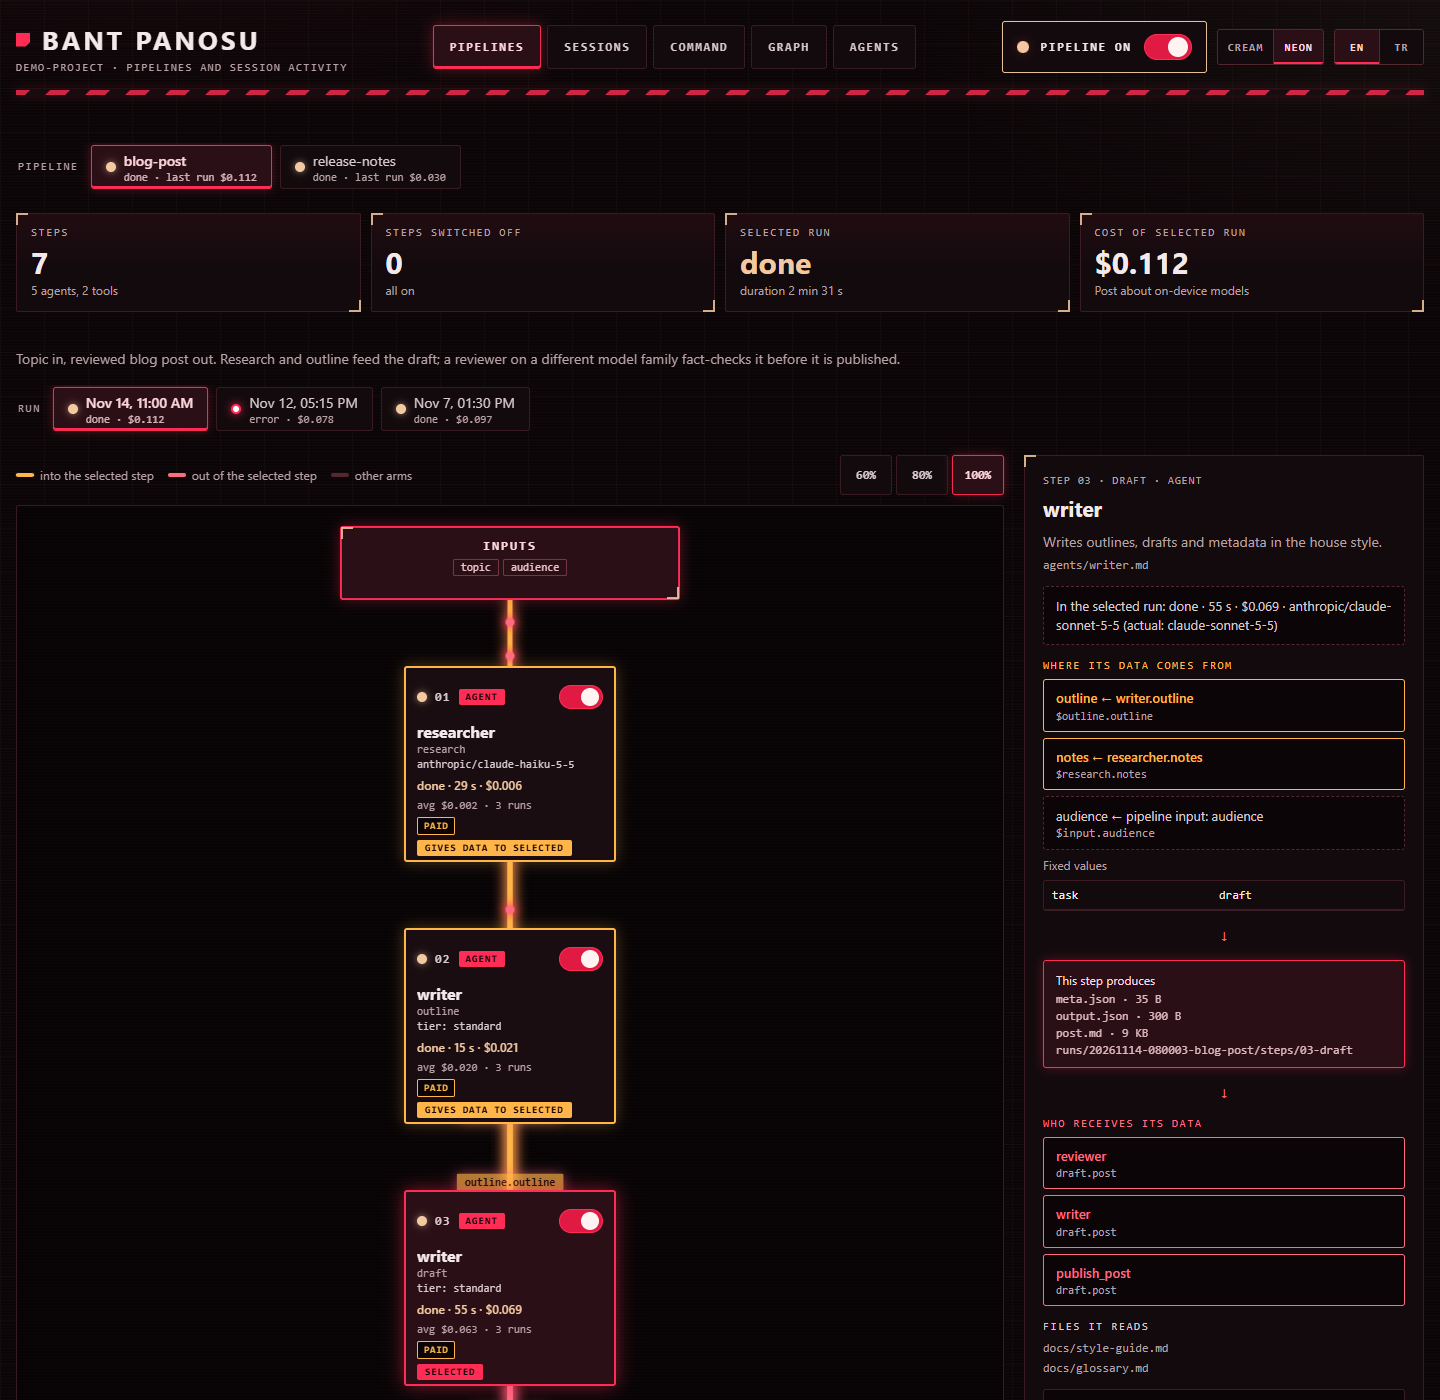 BANT PANOSU
DEMO-PROJECT · PIPELINES AND SESSION ACTIVITY
PIPELINES
SESSIONS
COMMAND
GRAPH
AGENTS
PIPELINE ON
CREAM
NEON
EN
TR
PIPELINE
blog-post
done · last run $0.112
release-notes
done · last run $0.030
STEPS
7
5 agents, 2 tools
STEPS SWITCHED OFF
0
all on
SELECTED RUN
done
duration 2 min 31 s
COST OF SELECTED RUN
$0.112
Post about on-device models
Topic in, reviewed blog post out. Research and outline feed the draft; a reviewer on a different model family fact-checks it before it is published.
RUN
Nov 14, 11:00 AM
done · $0.112
Nov 12, 05:15 PM
error · $0.078
Nov 7, 01:30 PM
done · $0.097
into the selected step
out of the selected step
other arms
60%
80%
100%
INPUTS
topic
audience
01
AGENT
researcher
research
anthropic/claude-haiku-5-5
done · 29 s · $0.006
avg $0.002 · 3 runs
PAID
GIVES DATA TO SELECTED
02
AGENT
writer
outline
tier: standard
done · 15 s · $0.021
avg $0.020 · 3 runs
PAID
GIVES DATA TO SELECTED
outline.outline
03
AGENT
writer
draft
tier: standard
done · 55 s · $0.069
avg $0.063 · 3 runs
PAID
SELECTED
STEP 03 · DRAFT · AGENT
writer
Writes outlines, drafts and metadata in the house style.
agents/writer.md
In the selected run: done · 55 s · $0.069 · anthropic/claude-
sonnet-5-5 (actual: claude-sonnet-5-5)
WHERE ITS DATA COMES FROM
outline ← writer.outline
$outline.outline
notes ← researcher.notes
$research.notes
audience ← pipeline input: audience
$input.audience
Fixed values
task
draft
↓
This step produces
meta.json · 35 B
output.json · 300 B
post.md · 9 KB
runs/20261114-080003-blog-post/steps/03-draft
↓
WHO RECEIVES ITS DATA
reviewer
draft.post
writer
draft.post
publish_post
draft.post
FILES IT READS
docs/style-guide.md
docs/glossary.md